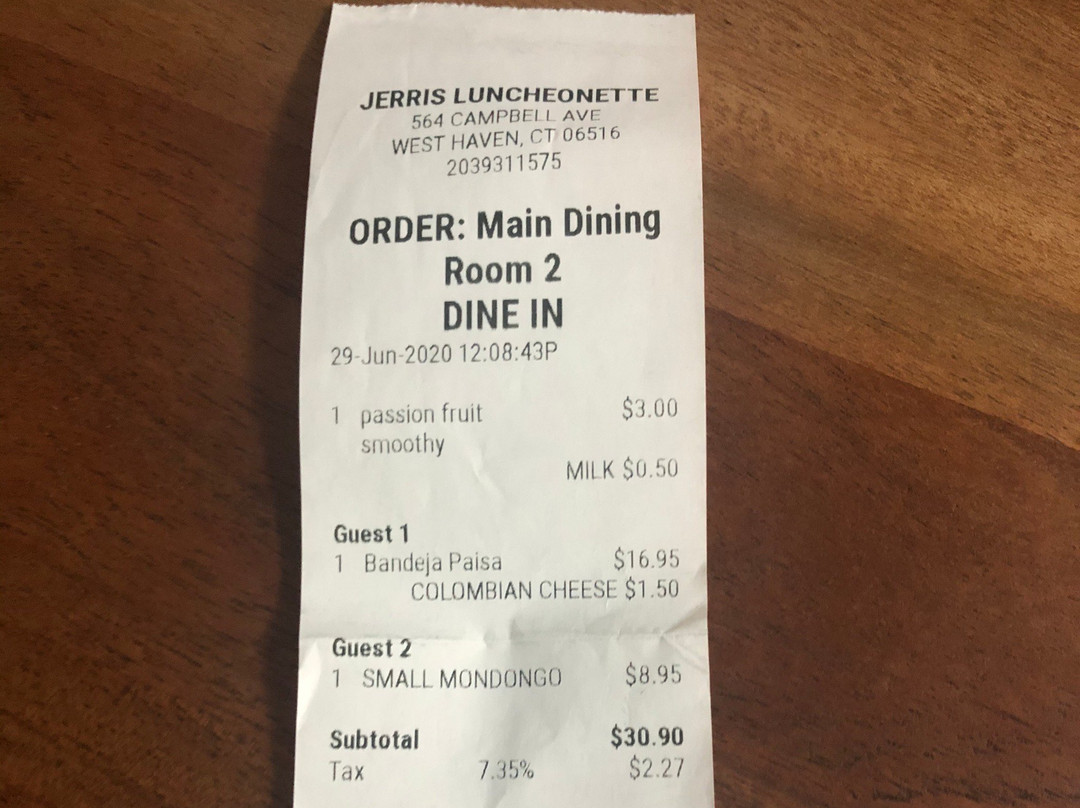 JERRIS LUNCHEONETTE
564 CAMPBELL AVE
WEST HAVEN, CT 06516
2039311575
ORDER: Main Dining
Room 2
DINE IN
29-Jun-2020 12:08:43P
1 passion fruit $3.00
smoothy
MILK $0.50
Guest 1
1 Bandeja Paisa $16.95
COLOMBIAN CHEESE $1.50
Guest 2
1 SMALL MONDONGO $8.95
Subtotal $30.90
Tax 7.35% $2.27